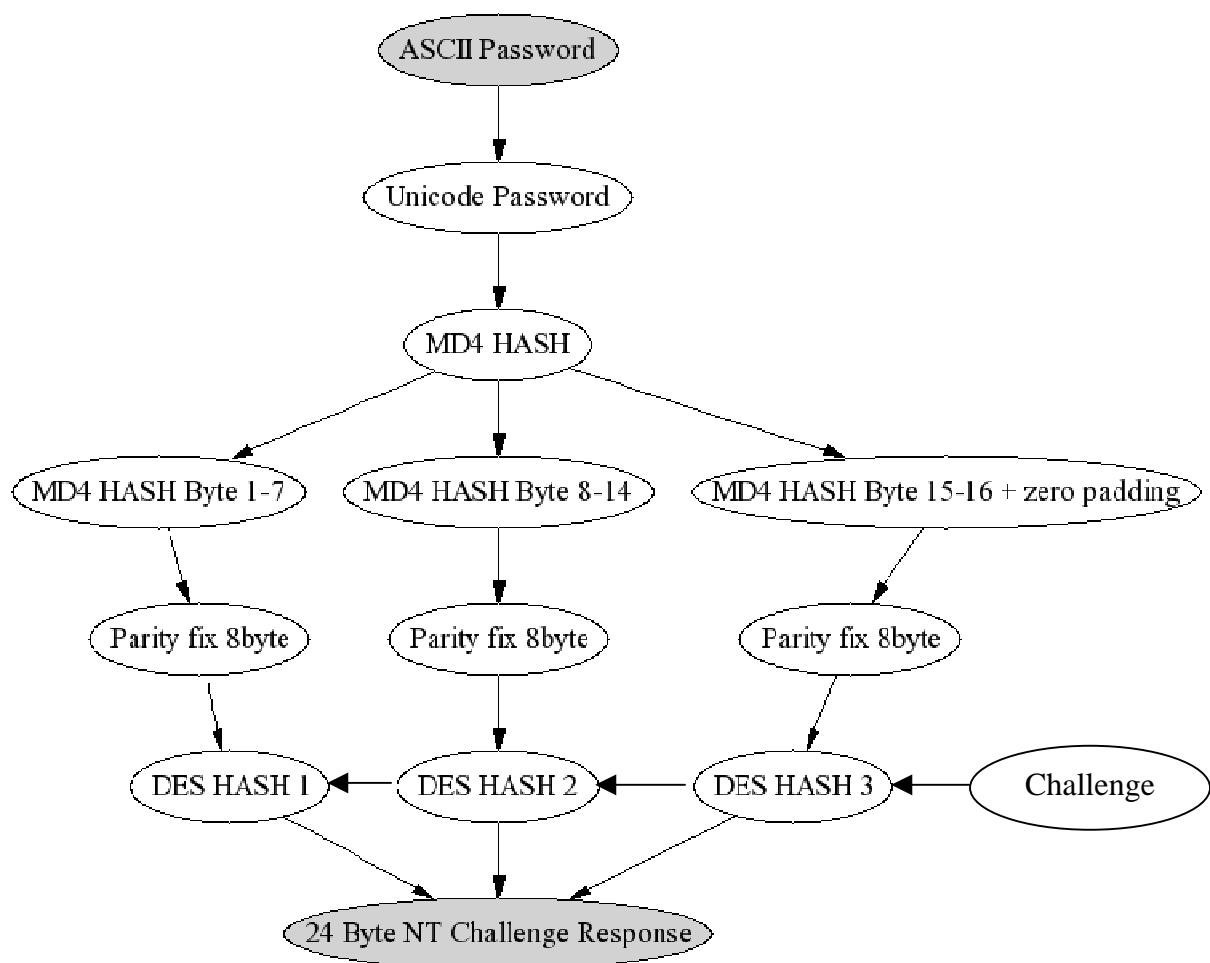 ASCII Password
Unicode Password
MD4 HASH
MD4 HASH Byte 1-7
MD4 HASH Byte 8-14
MD4 HASH Byte 15-16 + zero padding
Parity fix 8byte
Parity fix 8byte
Parity fix 8byte
DES HASH 1
DES HASH 2
DES HASH 3
Challenge
24 Byte NT Challenge Response